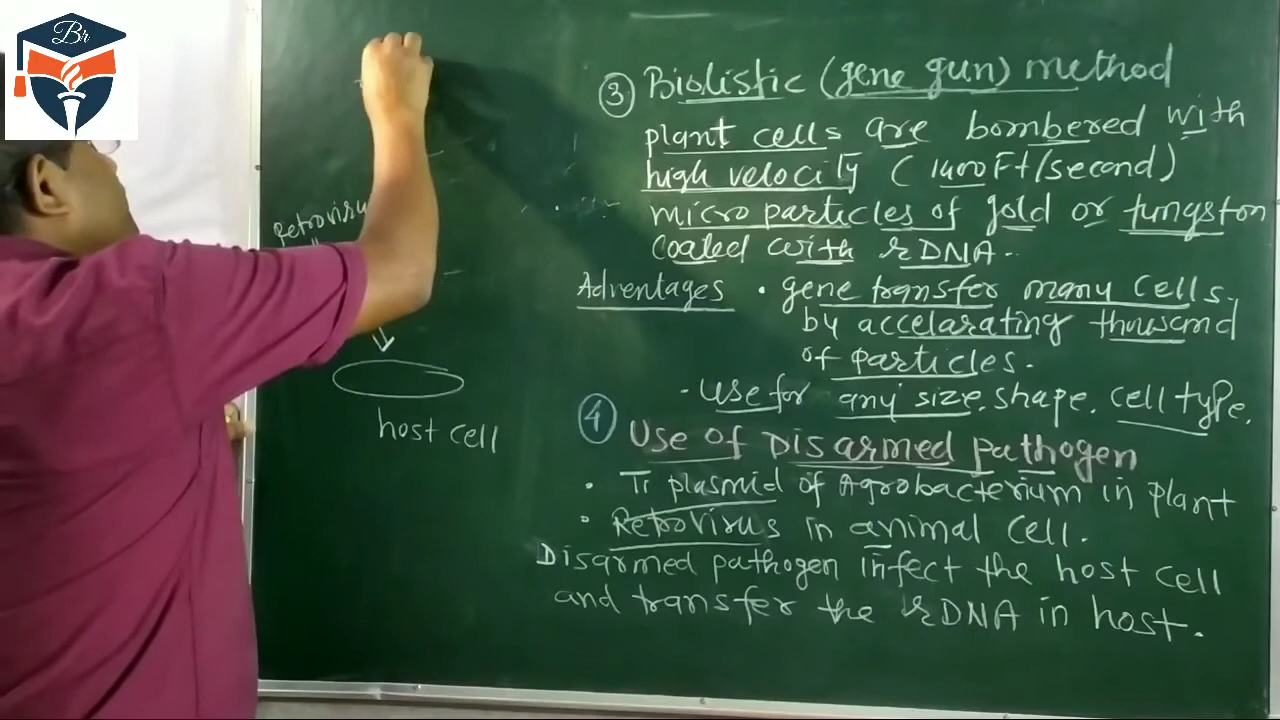 Br
③ Biolistic (gene gun) method
plant cells are bombered with
high velocity (1400 Ft/second)
micro particles of gold or tungston
coated with rDNA.
Adventages • gene transfer many cells.
by accelarating thousand
of particles.
• use for any size, shape, cell type.
④ Use of Disarmed pathogen
• Ti plasmid of Agrobacterium in plant
• Retrovirus in animal cell.
Disarmed pathogen infect the host cell
and transfer the rDNA in host.
host cell